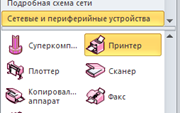 Подробная схема сети
Сетевые и периферийные устройства
Суперкомп... Принтер
Плоттер Сканер
Копировал... Факс
аппарат